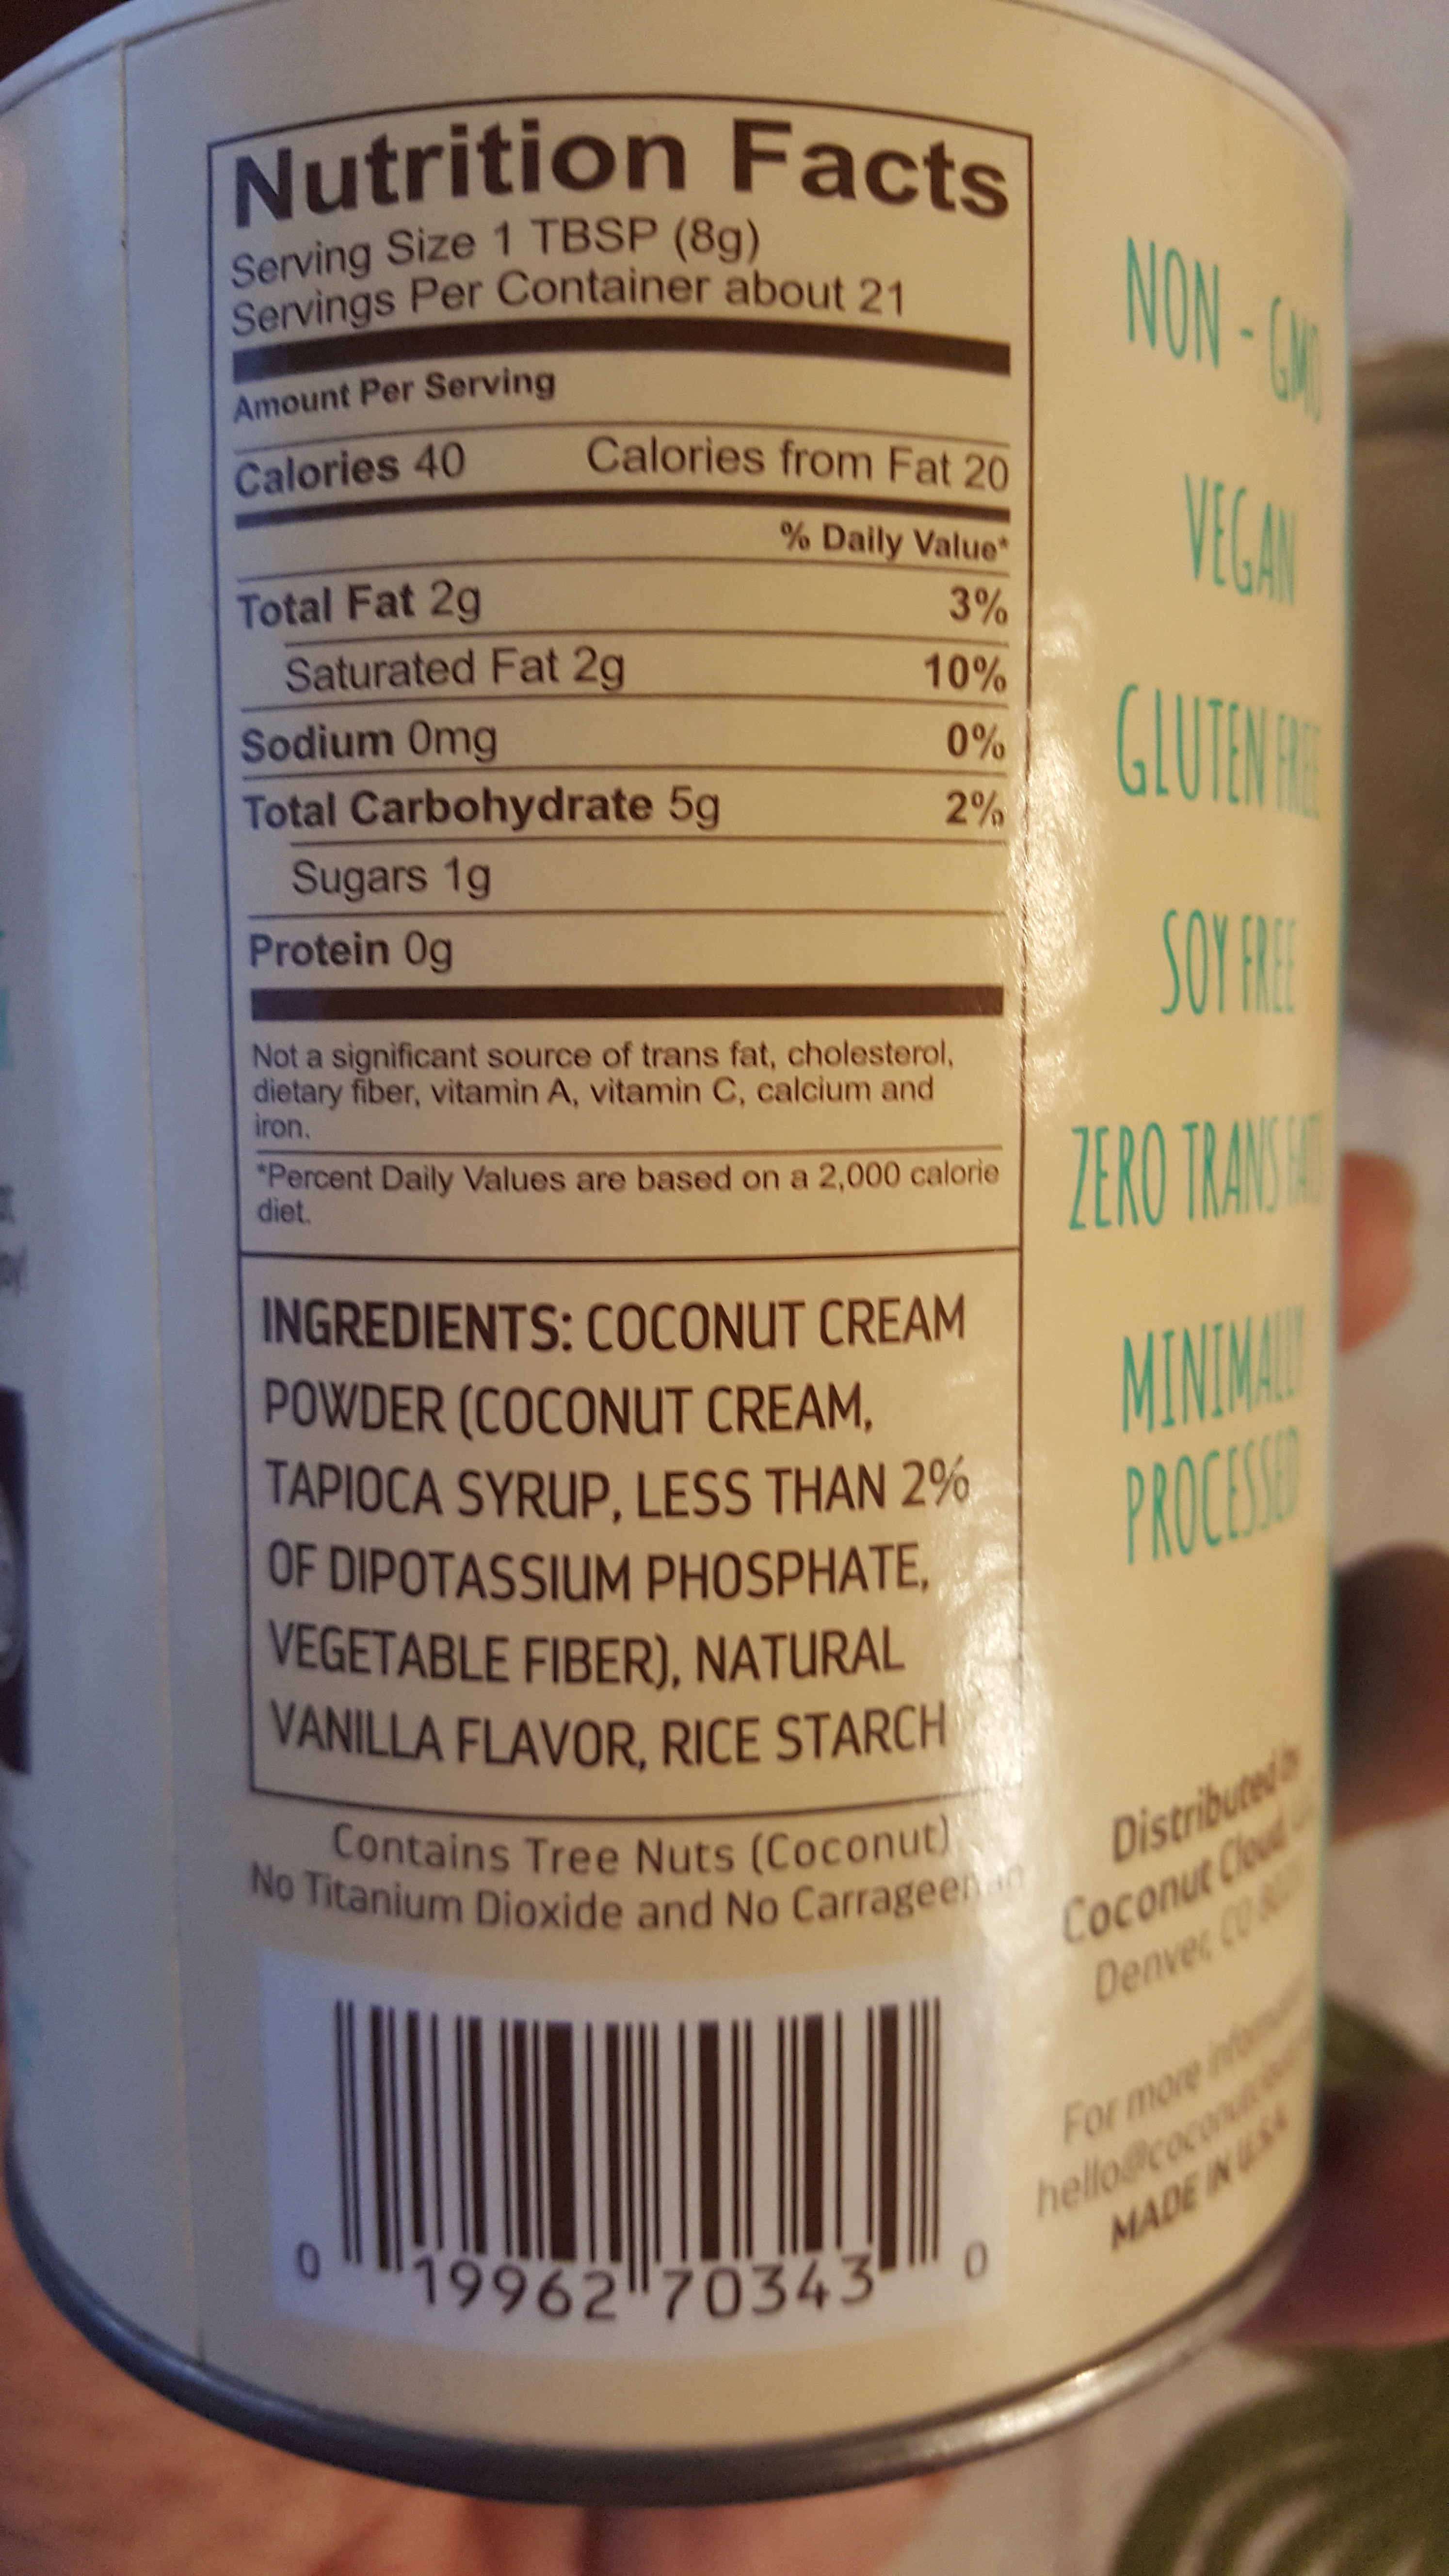 Nutrition Facts
Serving Size 1 TBSP (8g)
Servings Per Container about 21
Amount Per Serving
Calories 40 Calories from Fat 20
% Daily Value*
Total Fat 2g 3%
Saturated Fat 2g 10%
Sodium 0mg 0%
Total Carbohydrate 5g 2%
Sugars 1g
Protein 0g
Not a significant source of trans fat, cholesterol,
dietary fiber, vitamin A, vitamin C, calcium and
iron.
*Percent Daily Values are based on a 2,000 calorie
diet.
INGREDIENTS: COCONUT CREAM
POWDER (COCONUT CREAM,
TAPIOCA SYRUP, LESS THAN 2%
OF DIPOTASSIUM PHOSPHATE,
VEGETABLE FIBER), NATURAL
VANILLA FLAVOR, RICE STARCH
Contains Tree Nuts (Coconut)
No Titanium Dioxide and No Carrageenan
0 19962 70343 0
NON - GMO
VEGAN
GLUTEN FREE
SOY FREE
ZERO TRANS
MINIMALLY
PROCESSED
Distributed by
Coconut Cloud,
Denver, CO
For more
MADE IN U.S.A.